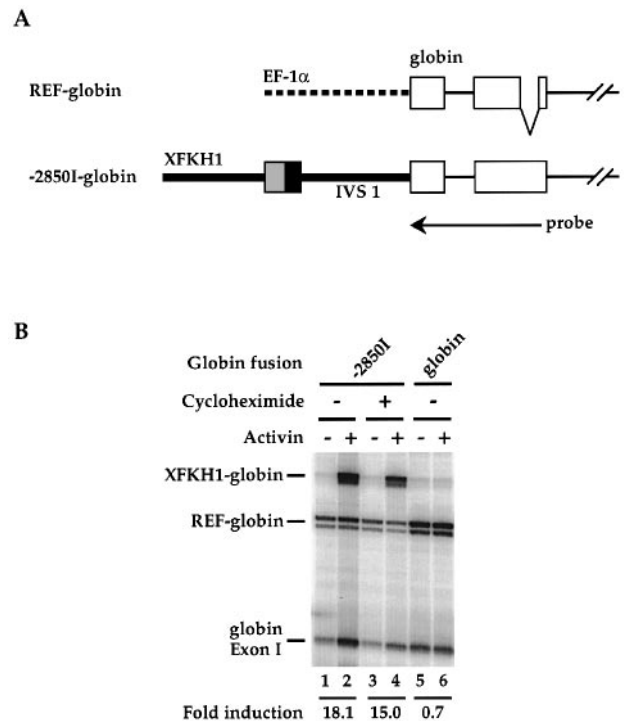 A
globin
EF-1α
REF-globin
XFKH1
-2850I-globin
IVS 1
probe
B
-2850I
globin
Globin fusion
Cycloheximide - + -
Activin - + - + - +
XFKH1-globin
REF-globin
globin
Exon I
1 2 3 4 5 6
Fold induction 18.1 15.0 0.7